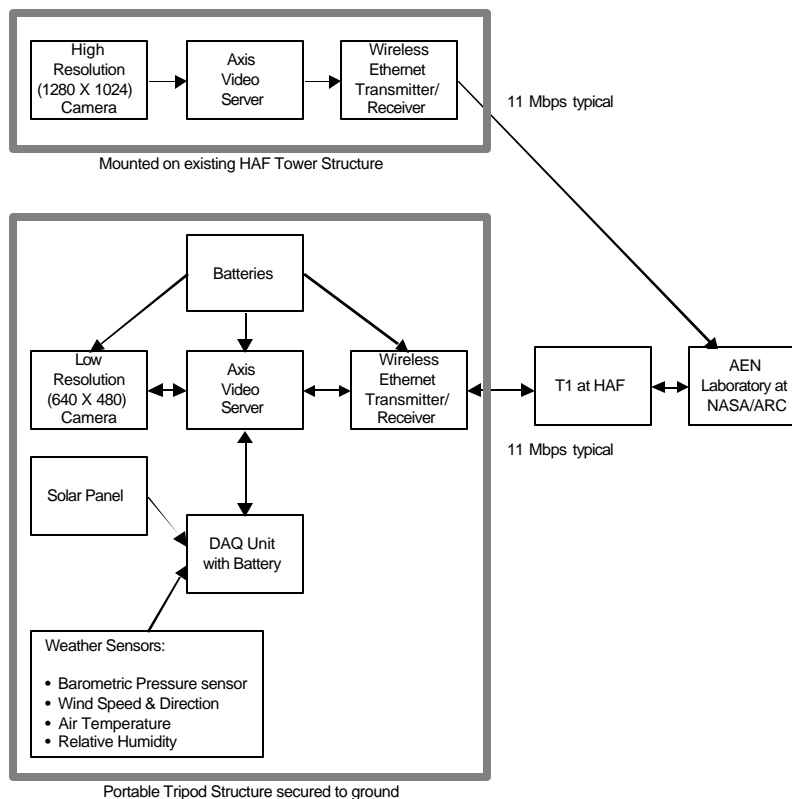 High
Resolution
(1280 X 1024)
Camera
Axis
Video
Server
Wireless
Ethernet
Transmitter/
Receiver
11 Mbps typical
Mounted on existing HAF Tower Structure
Batteries
Low
Resolution
(640 X 480)
Camera
Axis
Video
Server
Wireless
Ethernet
Transmitter/
Receiver
T1 at HAF
AEN
Laboratory at
NASA/ARC
11 Mbps typical
Solar Panel
DAQ Unit
with Battery
Weather Sensors:
• Barometric Pressure sensor
• Wind Speed & Direction
• Air Temperature
• Relative Humidity
Portable Tripod Structure secured to ground